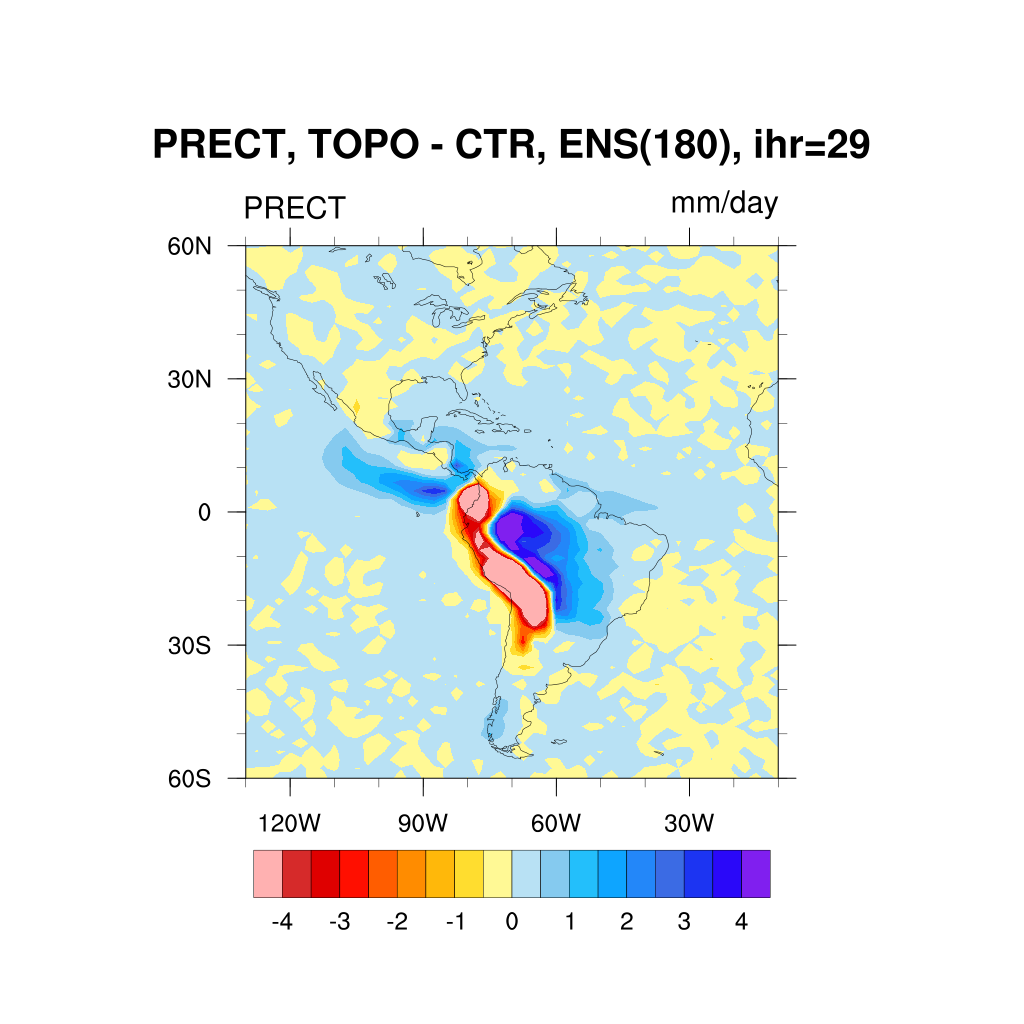 PRECT, TOPO - CTR, ENS(180), ihr=29
PRECT mm/day
60N
30N
0
30S
60S
120W 90W 60W 30W
-4 -3 -2 -1 0 1 2 3 4